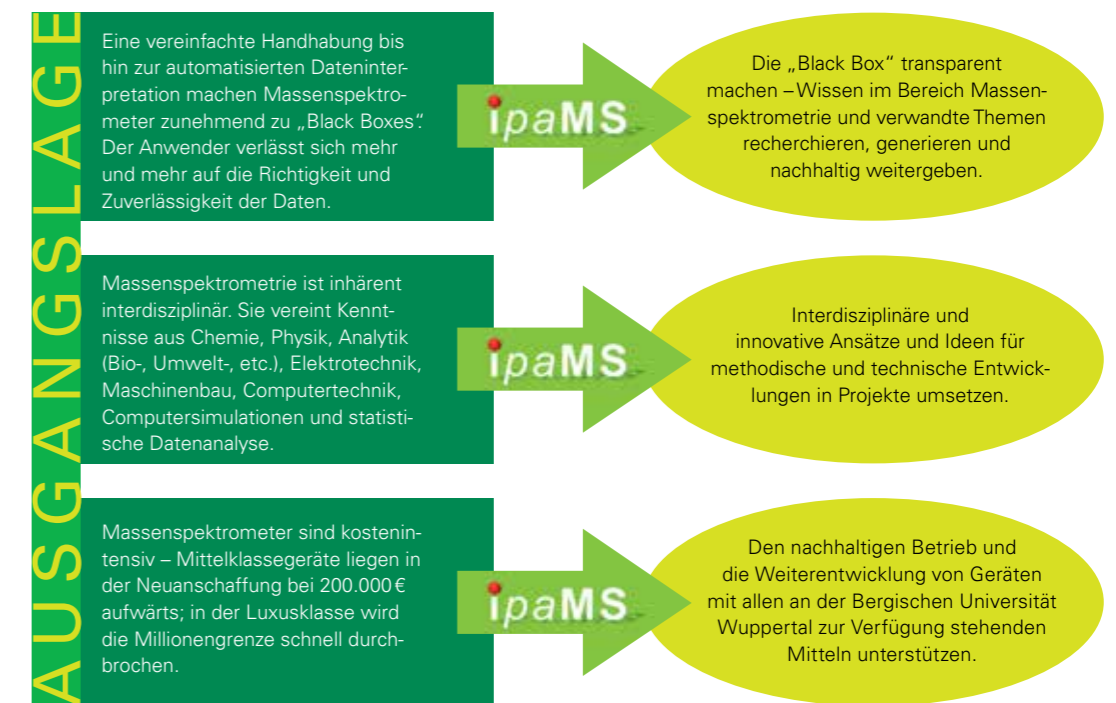 AUSGANGSLAGE
Eine vereinfachte Handhabung bis
hin zur automatisierten Dateninter-
pretation machen Massenspektro-
meter zunehmend zu „Black Boxes“.
Der Anwender verlässt sich mehr
und mehr auf die Richtigkeit und
Zuverlässigkeit der Daten.
ipaMS
Die „Black Box“ transparent
machen – Wissen im Bereich Massen-
spektrometrie und verwandte Themen
recherchieren, generieren und
nachhaltig weitergeben.
Massenspektrometrie ist inhärent
interdisziplinär. Sie vereint Kennt-
nisse aus Chemie, Physik, Analytik
(Bio-, Umwelt-, etc.), Elektrotechnik,
Maschinenbau, Computertechnik,
Computersimulationen und statisti-
sche Datenanalyse.
ipaMS
Interdisziplinäre und
innovative Ansätze und Ideen für
methodische und technische Entwick-
lungen in Projekte umsetzen.
Massenspektrometer sind kostenin-
tensiv – Mittelklassegeräte liegen in
der Neuanschaffung bei 200.000 €
aufwärts; in der Luxusklasse wird
die Millionengrenze schnell durch-
brochen.
ipaMS
Den nachhaltigen Betrieb und
die Weiterentwicklung von Geräten
mit allen an der Bergischen Universität
Wuppertal zur Verfügung stehenden
Mitteln unterstützen.